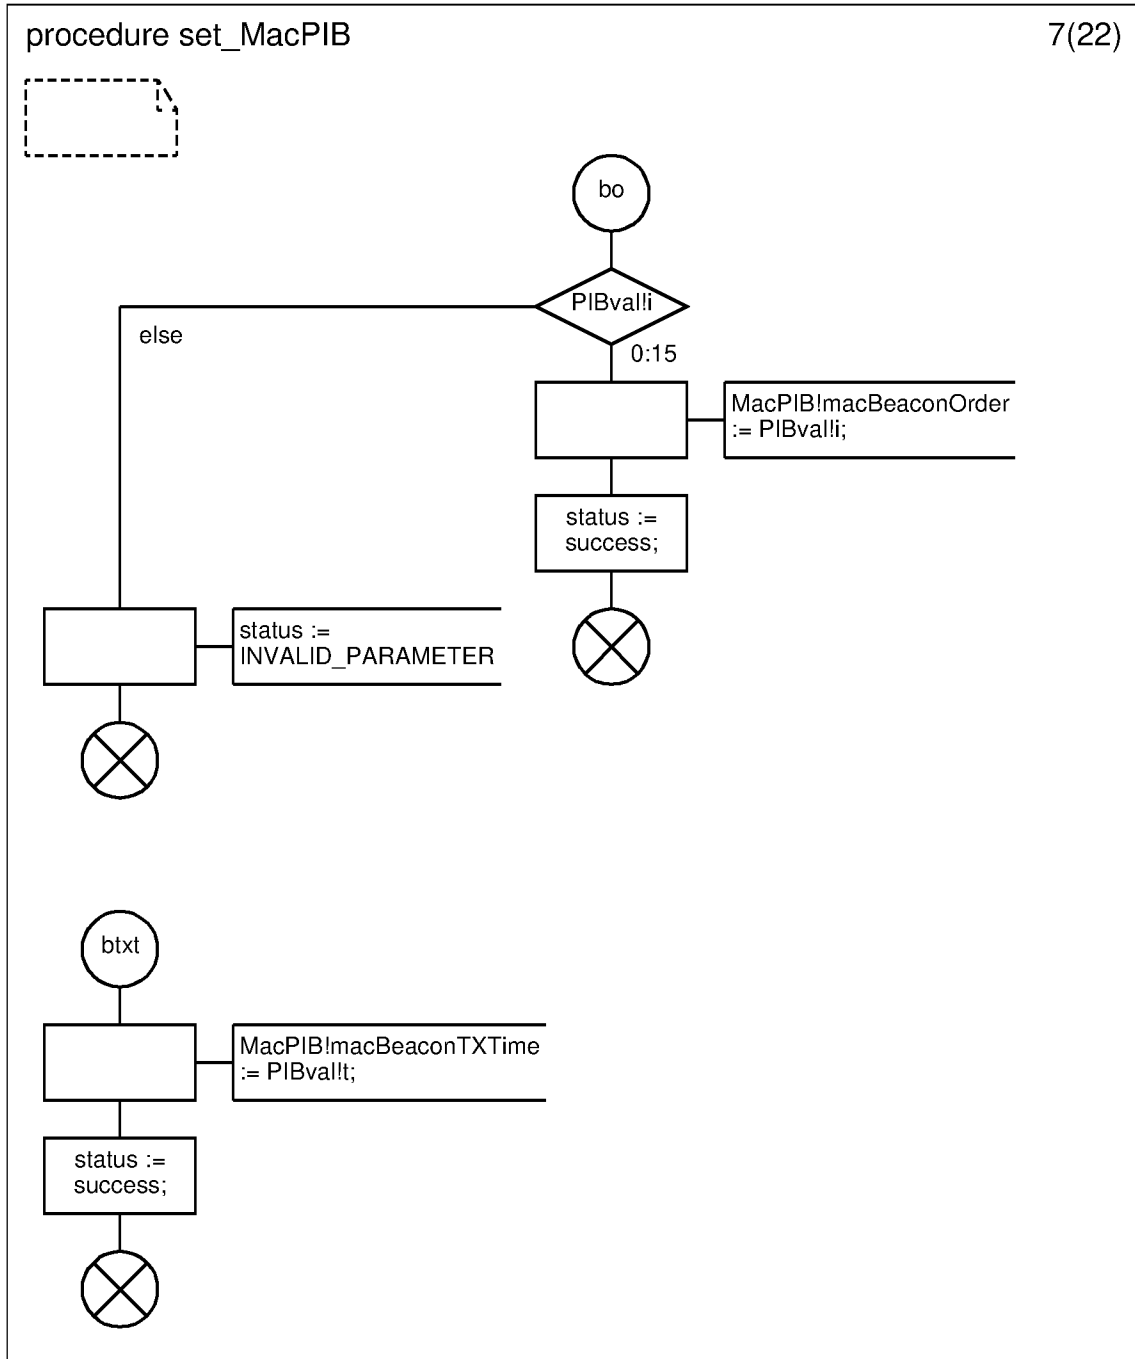 procedure set_MacPIB
7(22)
bo
PIBval!i
else
0:15
MacPIB!macBeaconOrder
:= PIBval!i;
status :=
success;
status :=
INVALID_PARAMETER
btxt
MacPIB!macBeaconTXTime
:= PIBval!t;
status :=
success;